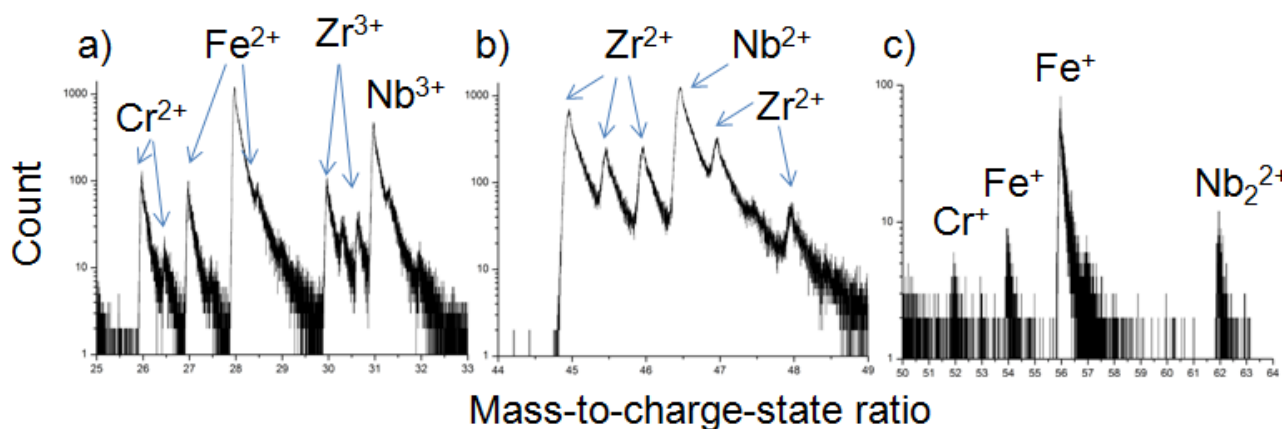 a)
Fe²⁺
Zr³⁺
Cr²⁺
Nb³⁺
1000
100
10
1
25 26 27 28 29 30 31 32 33
b)
Zr²⁺
Nb²⁺
Zr²⁺
1000
100
10
1
44 45 46 47 48 49
c)
Fe⁺
Fe⁺
Cr⁺
Nb₂²⁺
100
10
1
50 51 52 53 54 55 56 57 58 59 60 61 62 63 64
Count
Mass-to-charge-state ratio